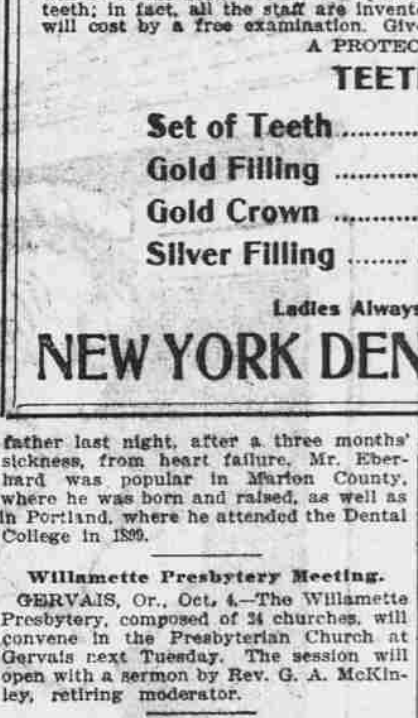 teeth; in fact, all the staff are invent
will cost by a free examination. Giv
A PROTEC
TEET
Set of Teeth ..........
Gold Filling ..........
Gold Crown ..........
Silver Filling ........
Ladies Always
NEW YORK DEN
father last night, after a three months'
sickness, from heart failure. Mr. Eber-
hard was popular in Marion County,
where he was born and raised, as well as
in Portland, where he attended the Dental
College in 1899.
Willamette Presbytery Meeting.
GERVAIS, Or., Oct. 4.—The Willamette
Presbytery, composed of 24 churches, will
convene in the Presbyterian Church at
Gervais next Tuesday. The session will
open with a sermon by Rev. G. A. McKin-
ley, retiring moderator.